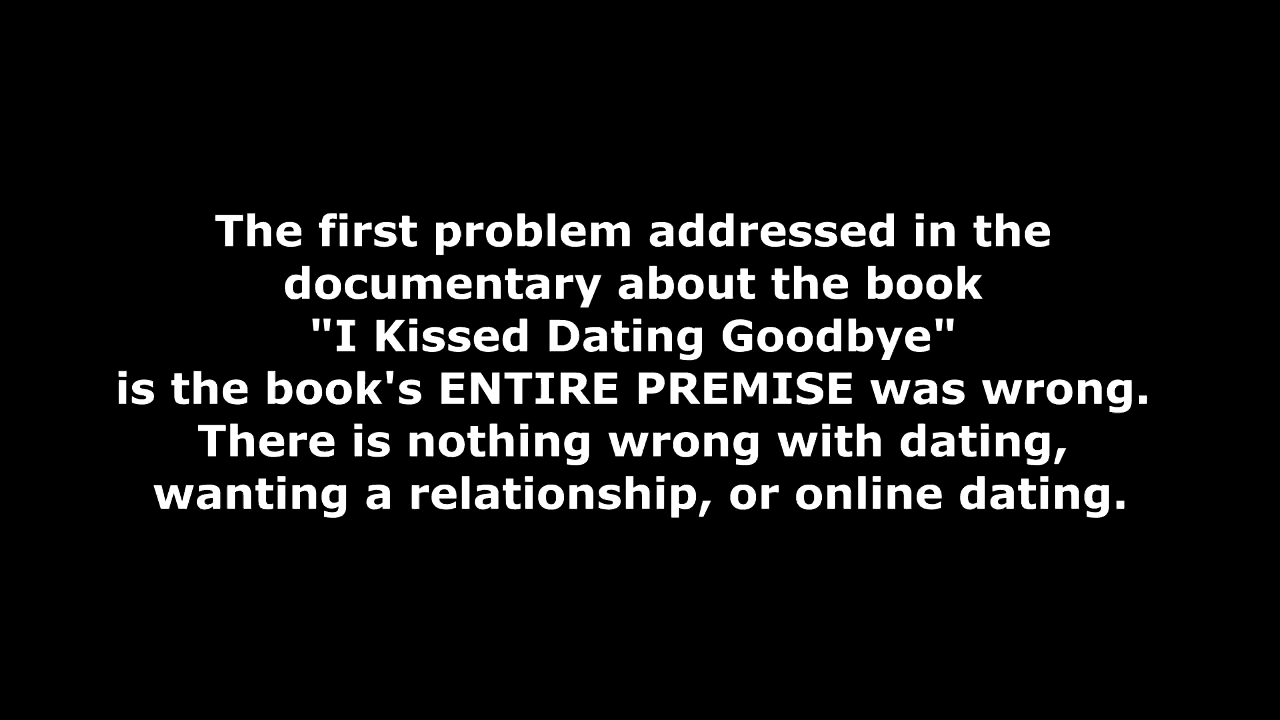 The first problem addressed in the
documentary about the book
"I Kissed Dating Goodbye"
is the book's ENTIRE PREMISE was wrong.
There is nothing wrong with dating,
wanting a relationship, or online dating.